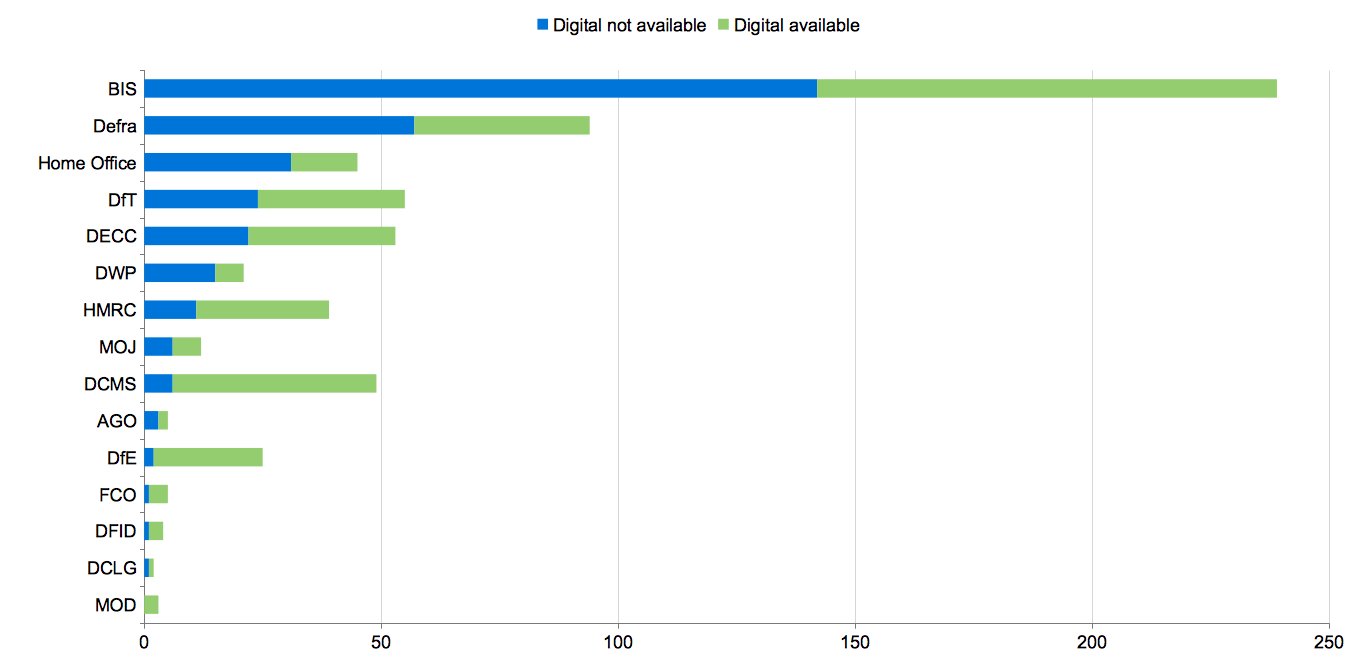 Digital not available Digital available
BIS
Defra
Home Office
DfT
DECC
DWP
HMRC
MOJ
DCMS
AGO
DfE
FCO
DFID
DCLG
MOD
0 50 100 150 200 250